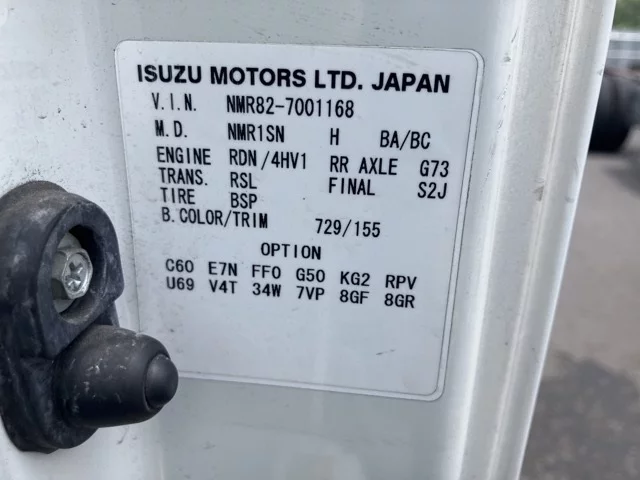 ISUZU MOTORS LTD. JAPAN
V.I.N. NMR82-7001168
M.D. NMR1SN H BA/BC
ENGINE RDN/4HV1 RR AXLE G73
TRANS. RSL FINAL S2J
TIRE BSP
B.COLOR/TRIM 729/155
OPTION
C60 E7N FF0 G50 KG2 RPV
U69 V4T 34W 7VP 8GF 8GR